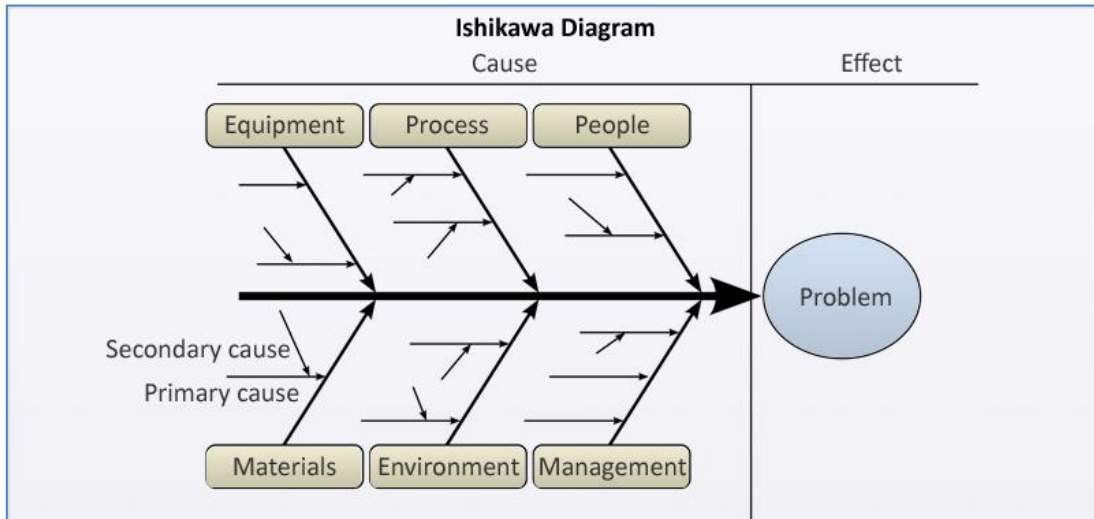 Ishikawa Diagram
Cause
Effect
Equipment
Process
People
Problem
Secondary cause
Primary cause
Materials
Environment
Management